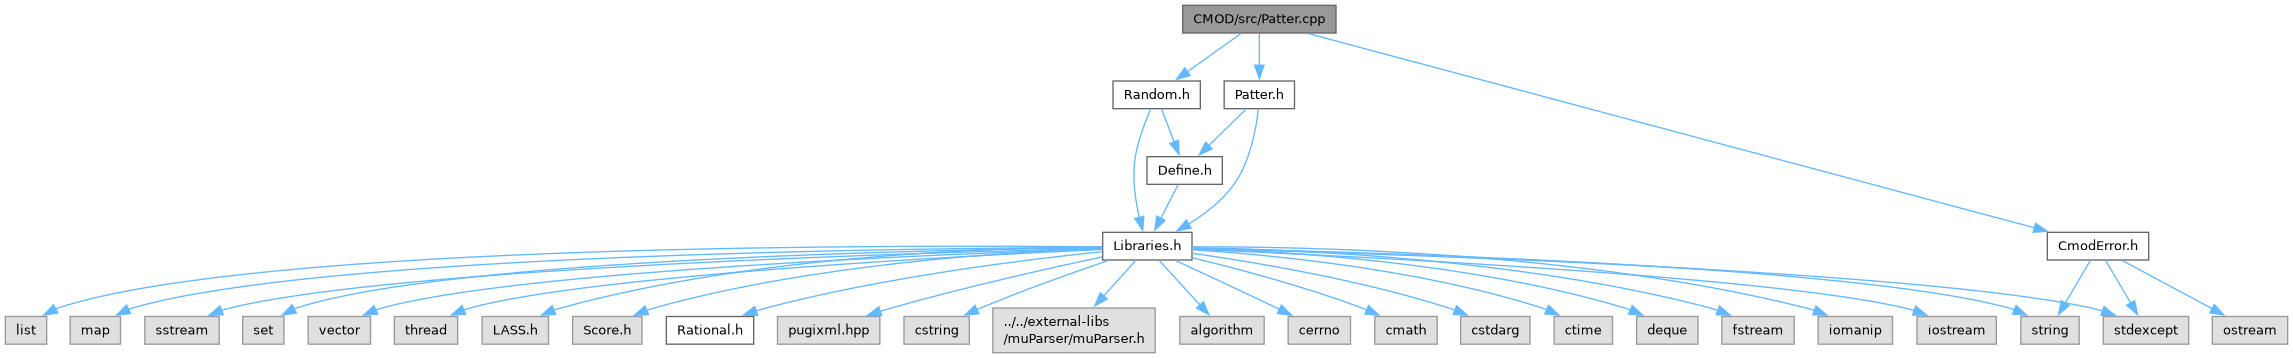 CMOD/src/Patter.cpp
Random.h
Patter.h
Define.h
Libraries.h
CmodError.h
list
map
sstream
set
vector
thread
LASS.h
Score.h
Rational.h
pugixml.hpp
cstring
../../external-libs
/muParser/muParser.h
algorithm
cerrno
cmath
cstdarg
ctime
deque
fstream
iomanip
iostream
string
stdexcept
ostream